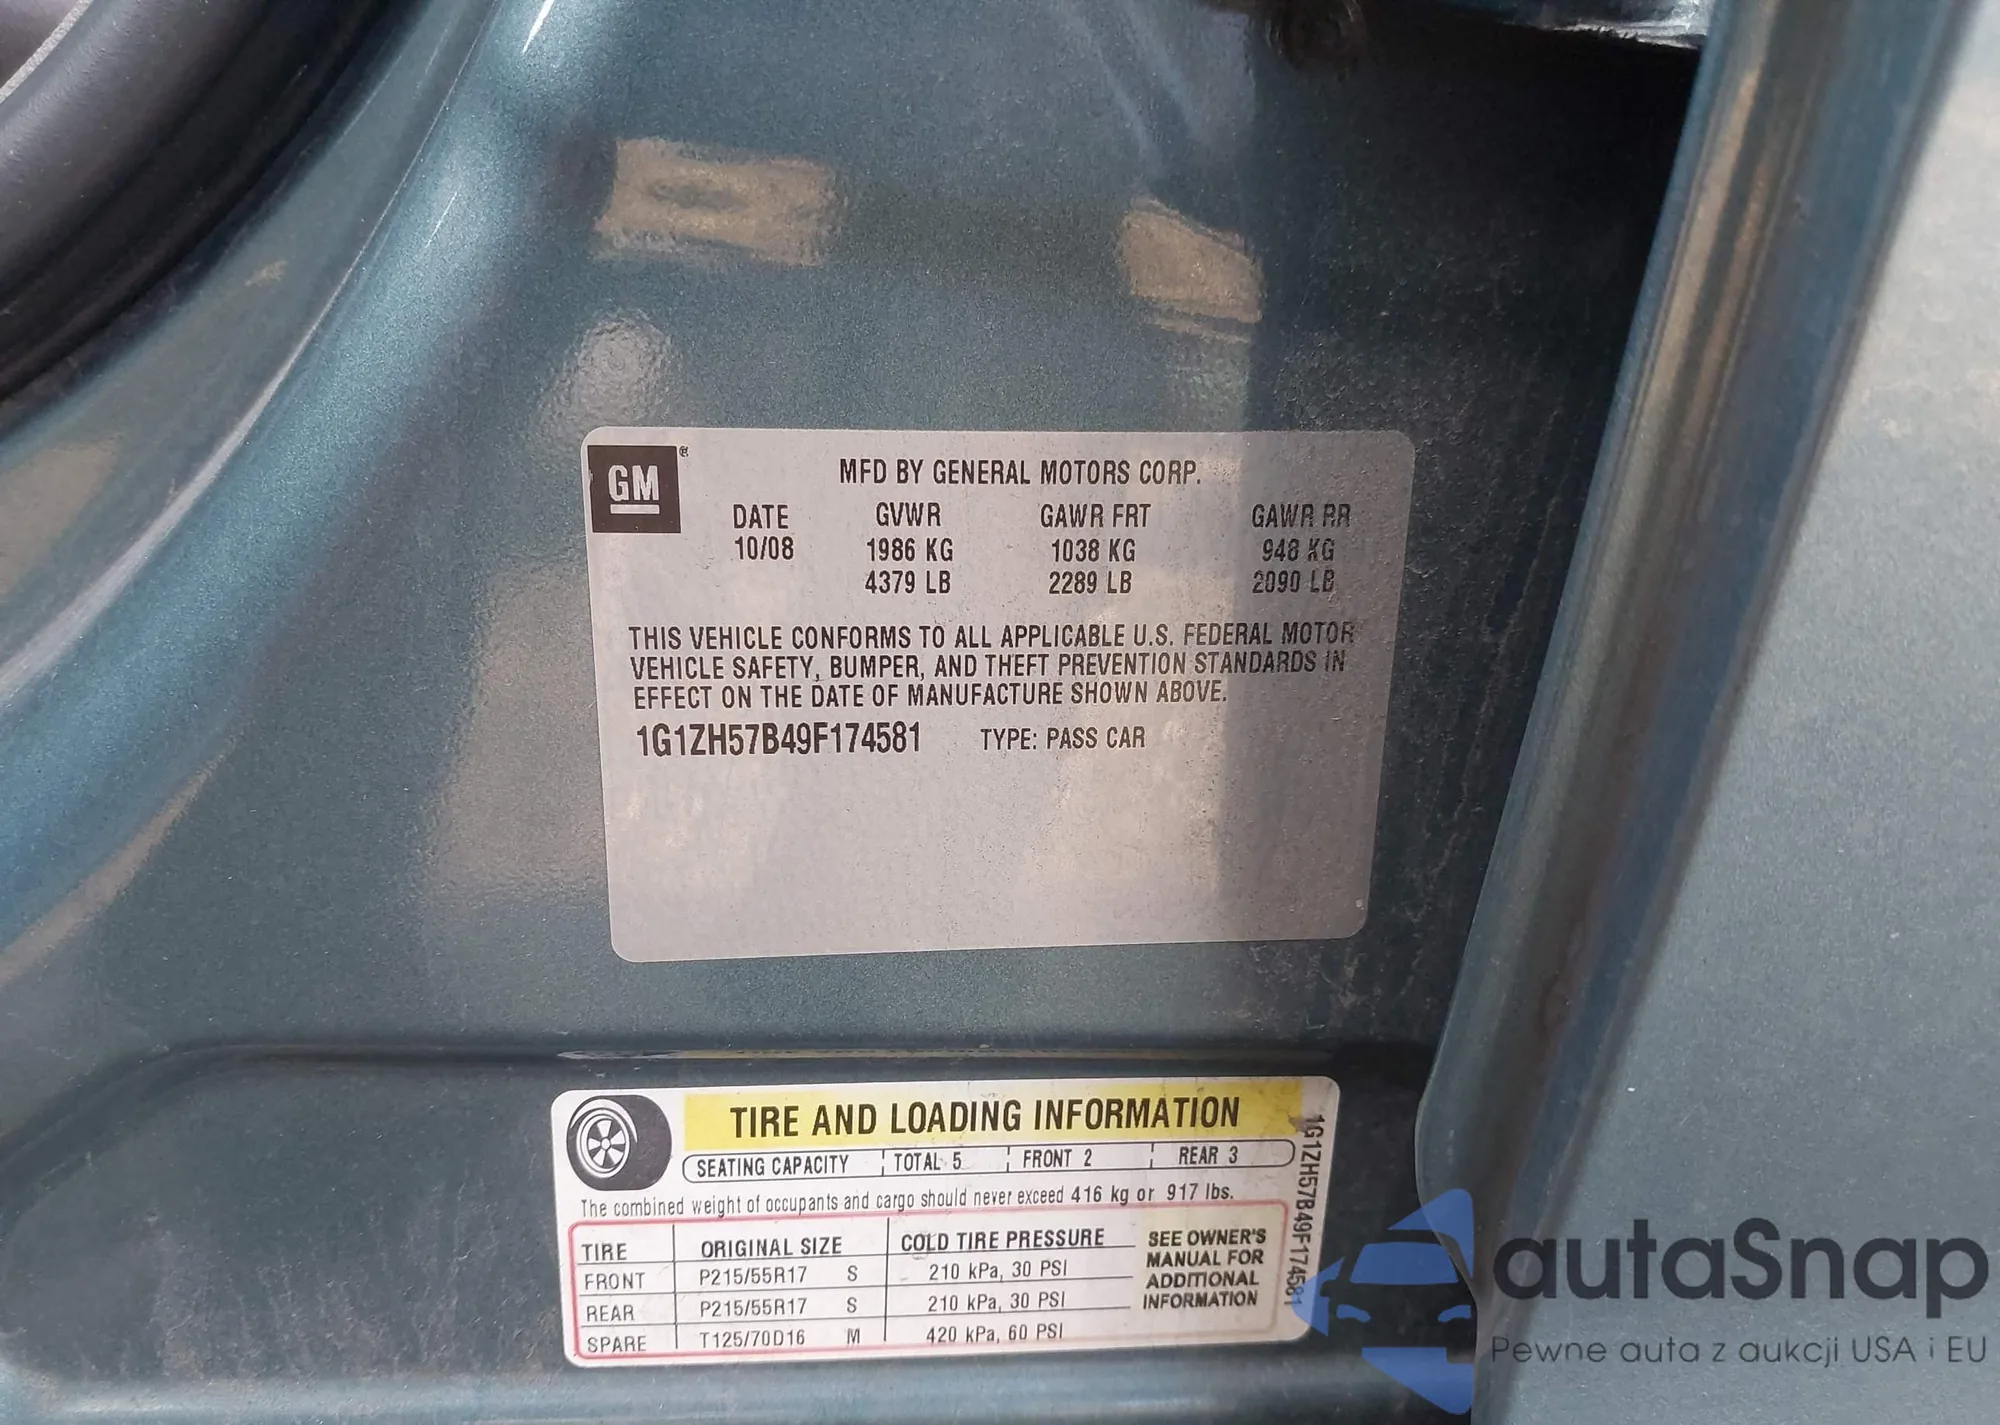 GM®
MFD BY GENERAL MOTORS CORP.
DATE GVWR GAWR FRT GAWR RR
10/08 1986 KG 1038 KG 948 KG
4379 LB 2289 LB 2090 LB
THIS VEHICLE CONFORMS TO ALL APPLICABLE U.S. FEDERAL MOTOR
VEHICLE SAFETY, BUMPER, AND THEFT PREVENTION STANDARDS IN
EFFECT ON THE DATE OF MANUFACTURE SHOWN ABOVE.
1G1ZH57B49F174581 TYPE: PASS CAR
TIRE AND LOADING INFORMATION
SEATING CAPACITY TOTAL 5 FRONT 2 REAR 3
The combined weight of occupants and cargo should never exceed 416 kg or 917 lbs.
TIRE ORIGINAL SIZE COLD TIRE PRESSURE
FRONT P215/55R17 S 210 kPa, 30 PSI
REAR P215/55R17 S 210 kPa, 30 PSI
SPARE T125/70D16 M 420 kPa, 60 PSI
SEE OWNER'S
MANUAL FOR
ADDITIONAL
INFORMATION
1G1ZH57B49F174581
autaSnap
Pewne auta z aukcji USA i EU